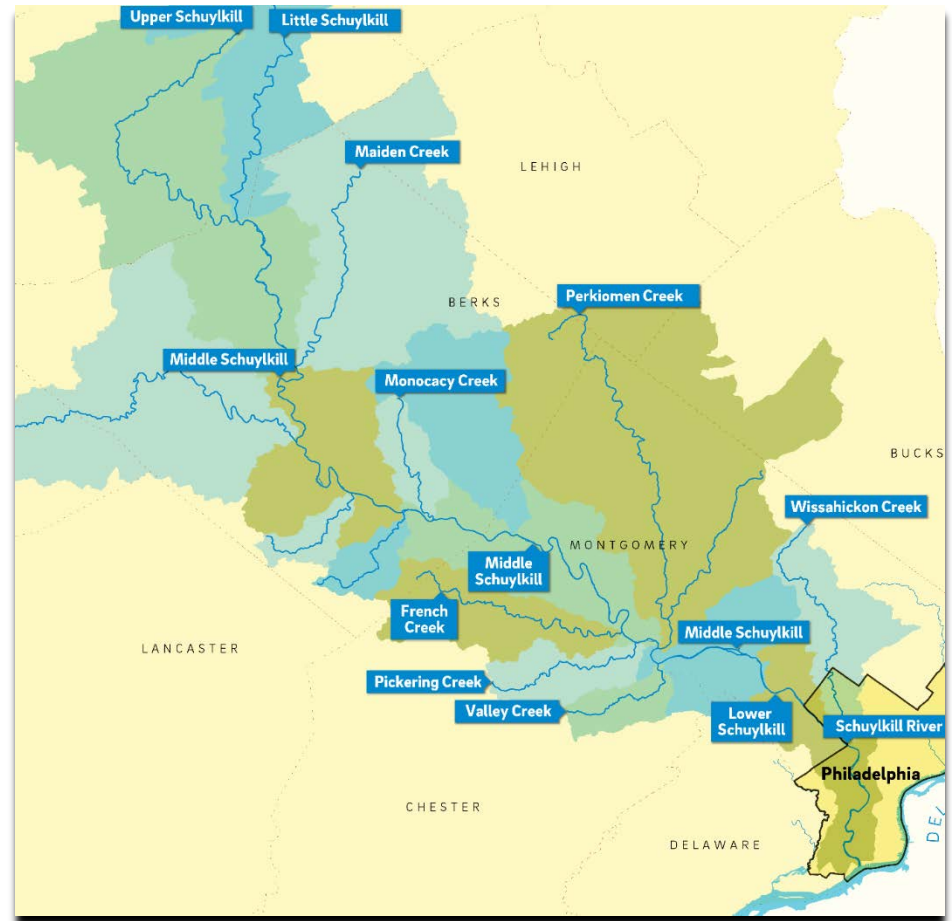 Upper Schuylkill
Little Schuylkill
Maiden Creek
LEHIGH
BERKS
Perkiomen Creek
Middle Schuylkill
Monocacy Creek
BUCKS
Wissahickon Creek
MONTGOMERY
Middle
Schuylkill
French
Creek
Middle Schuylkill
LANCASTER
Pickering Creek
Valley Creek
Lower
Schuylkill
Schuylkill River
Philadelphia
CHESTER
DELAWARE
DEL